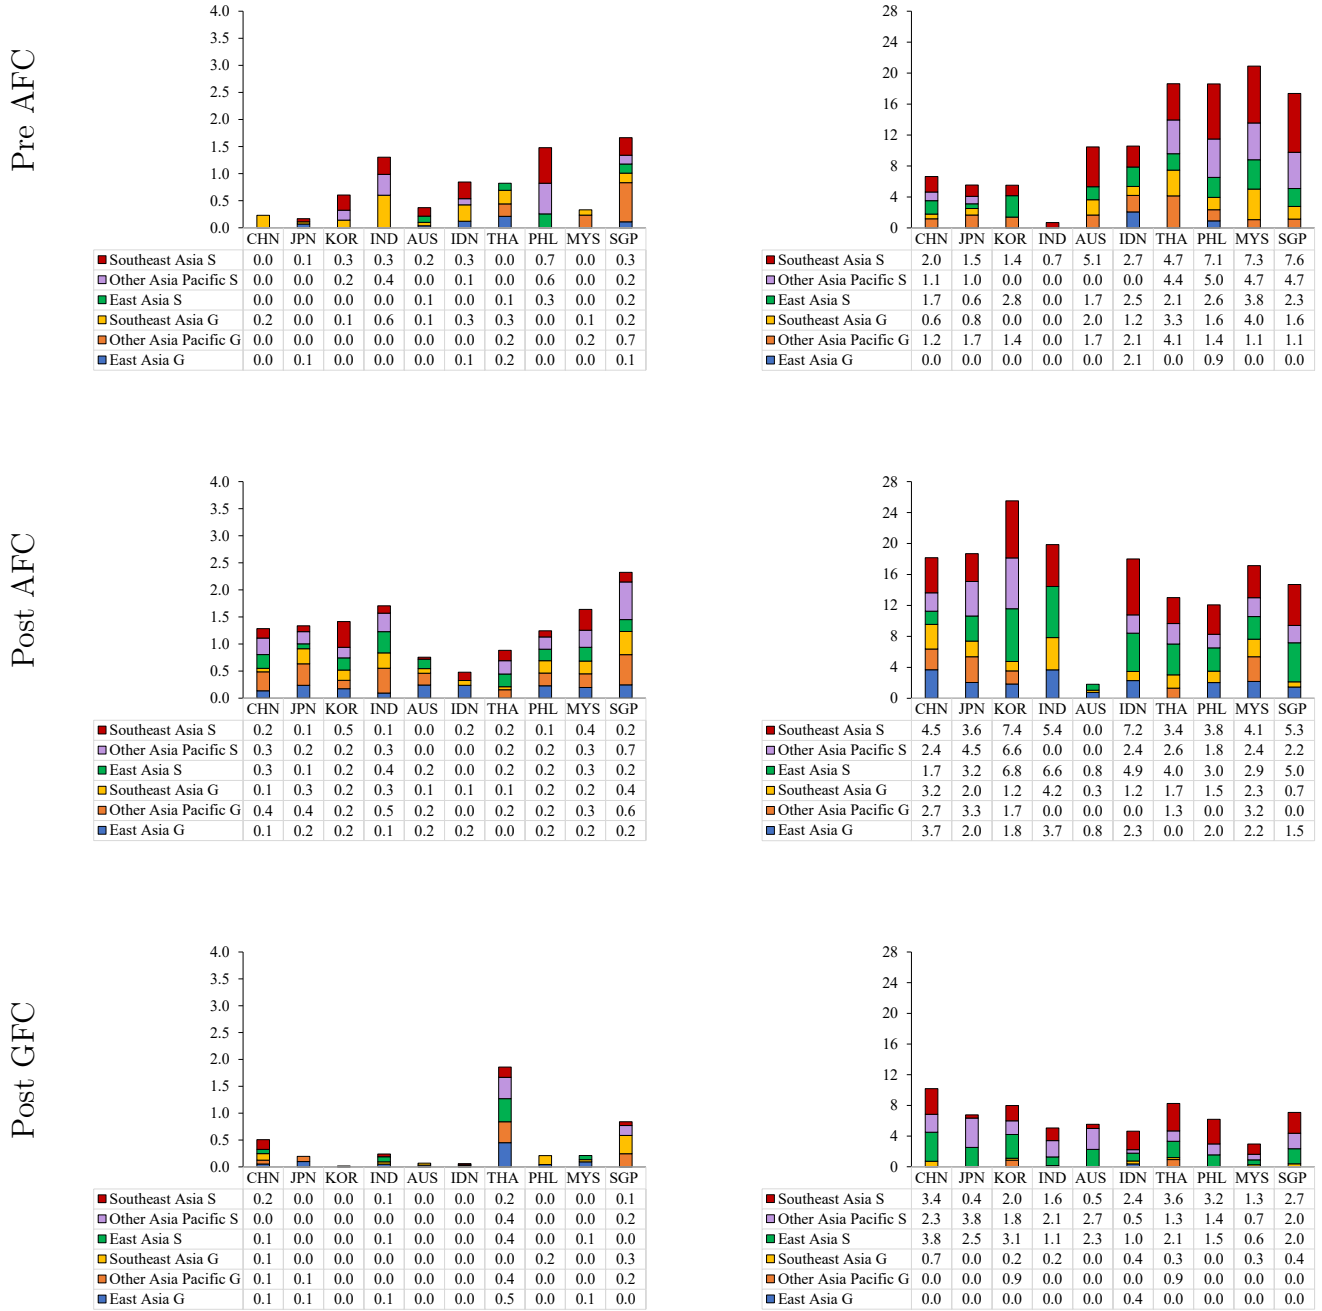 Pre AFC
4.0
3.5
3.0
2.5
2.0
1.5
1.0
0.5
0.0
CHN JPN KOR IND AUS IDN THA PHL MYS SGP
Southeast Asia S 0.0 0.1 0.3 0.3 0.2 0.3 0.0 0.7 0.0 0.3
Other Asia Pacific S 0.0 0.0 0.2 0.4 0.0 0.1 0.0 0.6 0.0 0.2
East Asia S 0.0 0.0 0.0 0.0 0.1 0.0 0.1 0.3 0.0 0.2
Southeast Asia G 0.2 0.0 0.1 0.6 0.1 0.3 0.3 0.0 0.1 0.2
Other Asia Pacific G 0.0 0.0 0.0 0.0 0.0 0.0 0.2 0.0 0.2 0.7
East Asia G 0.0 0.1 0.0 0.0 0.0 0.1 0.2 0.0 0.0 0.1
28
24
20
16
12
8
4
0
CHN JPN KOR IND AUS IDN THA PHL MYS SGP
Southeast Asia S 2.0 1.5 1.4 0.7 5.1 2.7 4.7 7.1 7.3 7.6
Other Asia Pacific S 1.1 1.0 0.0 0.0 0.0 0.0 4.4 5.0 4.7 4.7
East Asia S 1.7 0.6 2.8 0.0 1.7 2.5 2.1 2.6 3.8 2.3
Southeast Asia G 0.6 0.8 0.0 0.0 2.0 1.2 3.3 1.6 4.0 1.6
Other Asia Pacific G 1.2 1.7 1.4 0.0 1.7 2.1 4.1 1.4 1.1 1.1
East Asia G 0.0 0.0 0.0 0.0 0.0 2.1 0.0 0.9 0.0 0.0
Post AFC
4.0
3.5
3.0
2.5
2.0
1.5
1.0
0.5
0.0
CHN JPN KOR IND AUS IDN THA PHL MYS SGP
Southeast Asia S 0.2 0.1 0.5 0.1 0.0 0.2 0.2 0.1 0.4 0.2
Other Asia Pacific S 0.3 0.2 0.2 0.3 0.0 0.0 0.2 0.2 0.3 0.7
East Asia S 0.3 0.1 0.2 0.4 0.2 0.0 0.2 0.2 0.3 0.2
Southeast Asia G 0.1 0.3 0.2 0.3 0.1 0.1 0.1 0.2 0.2 0.4
Other Asia Pacific G 0.4 0.4 0.2 0.5 0.2 0.0 0.2 0.2 0.3 0.6
East Asia G 0.1 0.2 0.2 0.1 0.2 0.2 0.0 0.2 0.2 0.2
28
24
20
16
12
8
4
0
CHN JPN KOR IND AUS IDN THA PHL MYS SGP
Southeast Asia S 4.5 3.6 7.4 5.4 0.0 7.2 3.4 3.8 4.1 5.3
Other Asia Pacific S 2.4 4.5 6.6 0.0 0.0 2.4 2.6 1.8 2.4 2.2
East Asia S 1.7 3.2 6.8 6.6 0.8 4.9 4.0 3.0 2.9 5.0
Southeast Asia G 3.2 2.0 1.2 4.2 0.3 1.2 1.7 1.5 2.3 0.7
Other Asia Pacific G 2.7 3.3 1.7 0.0 0.0 0.0 1.3 0.0 3.2 0.0
East Asia G 3.7 2.0 1.8 3.7 0.8 2.3 0.0 2.0 2.2 1.5
Post GFC
4.0
3.5
3.0
2.5
2.0
1.5
1.0
0.5
0.0
CHN JPN KOR IND AUS IDN THA PHL MYS SGP
Southeast Asia S 0.2 0.0 0.0 0.1 0.0 0.0 0.2 0.0 0.0 0.1
Other Asia Pacific S 0.0 0.0 0.0 0.0 0.0 0.0 0.4 0.0 0.0 0.2
East Asia S 0.1 0.0 0.0 0.1 0.0 0.0 0.4 0.0 0.1 0.0
Southeast Asia G 0.1 0.0 0.0 0.0 0.0 0.0 0.0 0.2 0.0 0.3
Other Asia Pacific G 0.1 0.1 0.0 0.0 0.0 0.0 0.4 0.0 0.0 0.2
East Asia G 0.1 0.1 0.0 0.1 0.0 0.0 0.5 0.0 0.1 0.0
28
24
20
16
12
8
4
0
CHN JPN KOR IND AUS IDN THA PHL MYS SGP
Southeast Asia S 3.4 0.4 2.0 1.6 0.5 2.4 3.6 3.2 1.3 2.7
Other Asia Pacific S 2.3 3.8 1.8 2.1 2.7 0.5 1.3 1.4 0.7 2.0
East Asia S 3.8 2.5 3.1 1.1 2.3 1.0 2.1 1.5 0.6 2.0
Southeast Asia G 0.7 0.0 0.2 0.2 0.0 0.4 0.3 0.0 0.3 0.4
Other Asia Pacific G 0.0 0.0 0.9 0.0 0.0 0.0 0.9 0.0 0.0 0.0
East Asia G 0.0 0.0 0.0 0.0 0.0 0.4 0.0 0.0 0.0 0.0